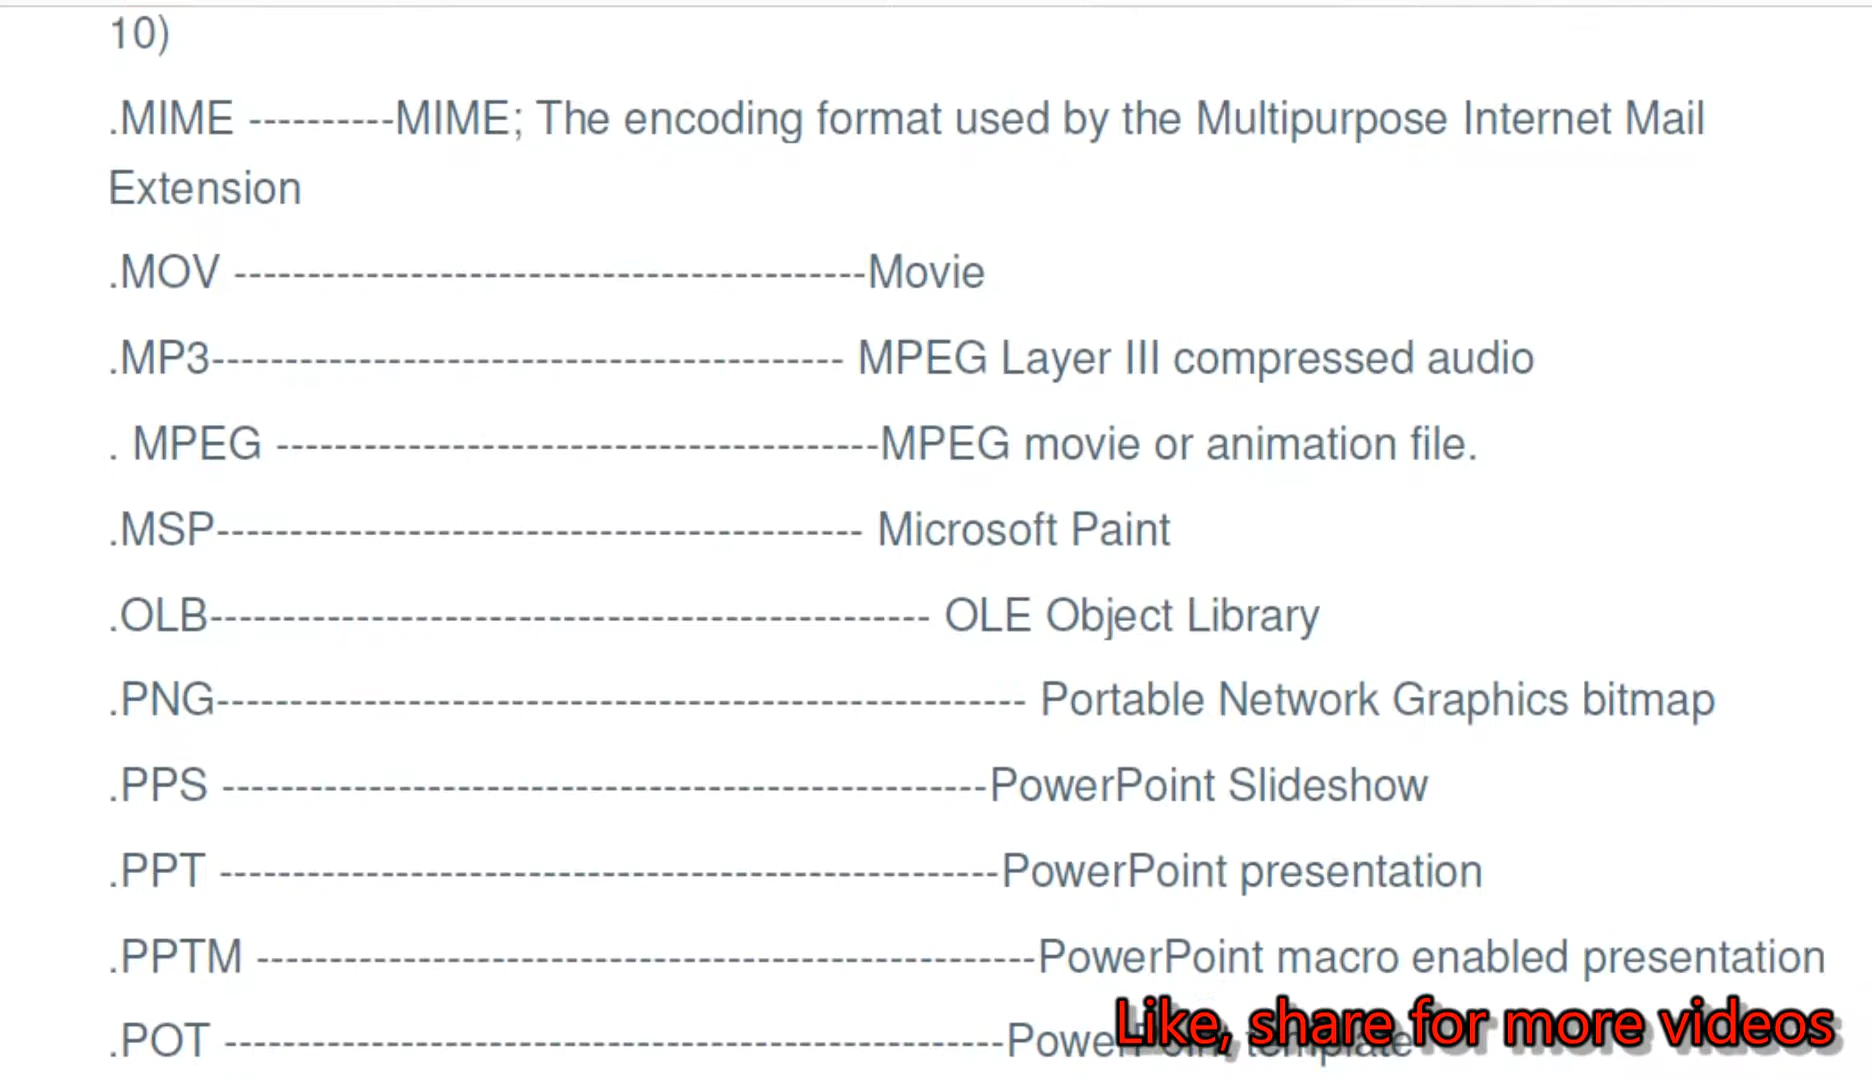 10)
.MIME ----------MIME; The encoding format used by the Multipurpose Internet Mail
Extension
.MOV -------------------------------------------Movie
.MP3------------------------------------------- MPEG Layer III compressed audio
. MPEG -----------------------------------------MPEG movie or animation file.
.MSP-------------------------------------------- Microsoft Paint
.OLB------------------------------------------------- OLE Object Library
.PNG------------------------------------------------------- Portable Network Graphics bitmap
.PPS ----------------------------------------------------PowerPoint Slideshow
.PPT -----------------------------------------------------PowerPoint presentation
.PPTM -----------------------------------------------------PowerPoint macro enabled presentation
.POT -----------------------------------------------------PowerPoint template
Like, share for more videos